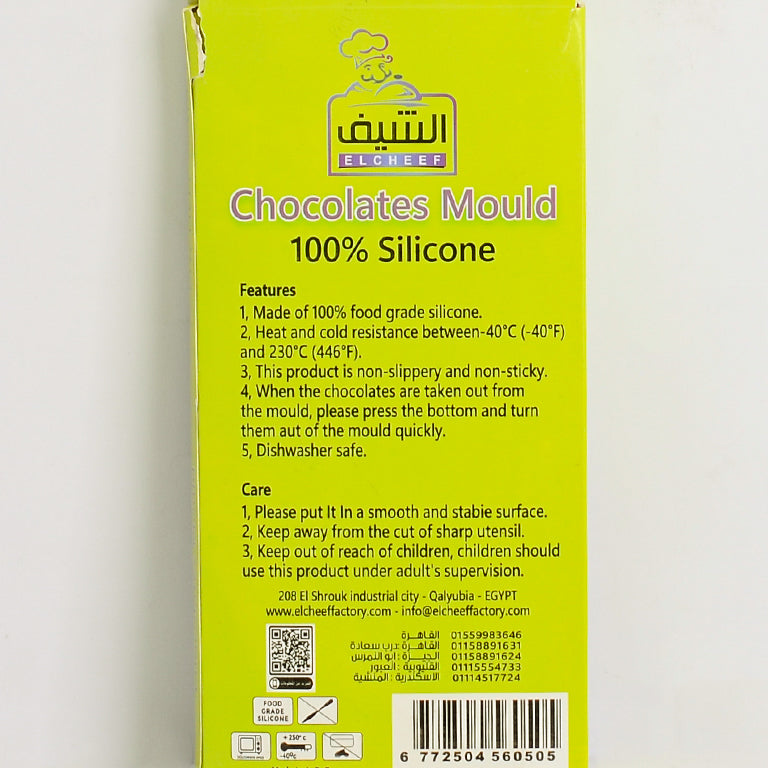 الشيف
ELCHEEF
Chocolates Mould
100% Silicone
Features
1, Made of 100% food grade silicone.
2, Heat and cold resistance between-40°C (-40°F)
and 230°C (446°F).
3, This product is non-slippery and non-sticky.
4, When the chocolates are taken out from
the mould, please press the bottom and turn
them aut of the mould quickly.
5, Dishwasher safe.
Care
1, Please put It In a smooth and stabie surface.
2, Keep away from the cut of sharp utensil.
3, Keep out of reach of children, children should
use this product under adult's supervision.
208 El Shrouk industrial city - Qalyubia - EGYPT
www.elcheeffactory.com - info@elcheeffactory.com
القاهرة 01559983646
القاهرة : درب سعادة 01158891631
الجيزة : ابو النمرس 01158891624
القليوبية : العبور 01115554733
الاسكندرية : المنشية 01114517724
FOOD
GRADE
SILICONE
+ 230° c
-40°c
6 772504 560505